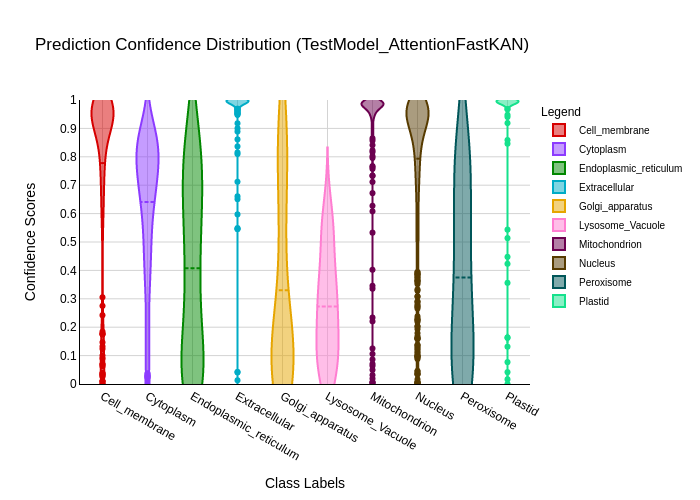 Prediction Confidence Distribution (TestModel_AttentionFastKAN)
Confidence Scores
1
0.9
0.8
0.7
0.6
0.5
0.4
0.3
0.2
0.1
0
Cell_membrane
Cytoplasm
Endoplasmic_reticulum
Extracellular
Golgi_apparatus
Lysosome_Vacuole
Mitochondrion
Nucleus
Peroxisome
Plastid
Class Labels
Legend
Cell_membrane
Cytoplasm
Endoplasmic_reticulum
Extracellular
Golgi_apparatus
Lysosome_Vacuole
Mitochondrion
Nucleus
Peroxisome
Plastid